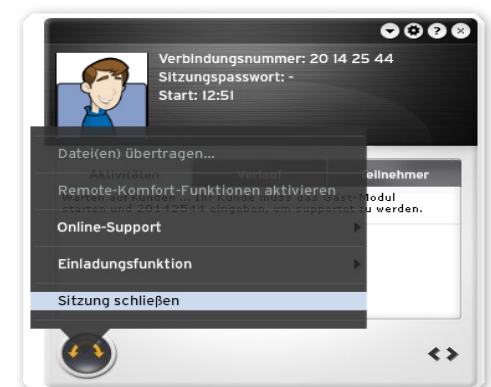 Verbindungsnummer: 20 14 25 44
Sitzungspasswort: -
Start: 12:51
Datei(en) übertragen...
Aktivitäten Verlauf Teilnehmer
Remote-Komfort-Funktionen aktivieren
Warten auf Kunden ... Ihr Kunde muss das Gast-Modul
starten und 20142544 eingeben, um supportet zu werden.
Online-Support
Einladungsfunktion
Sitzung schließen